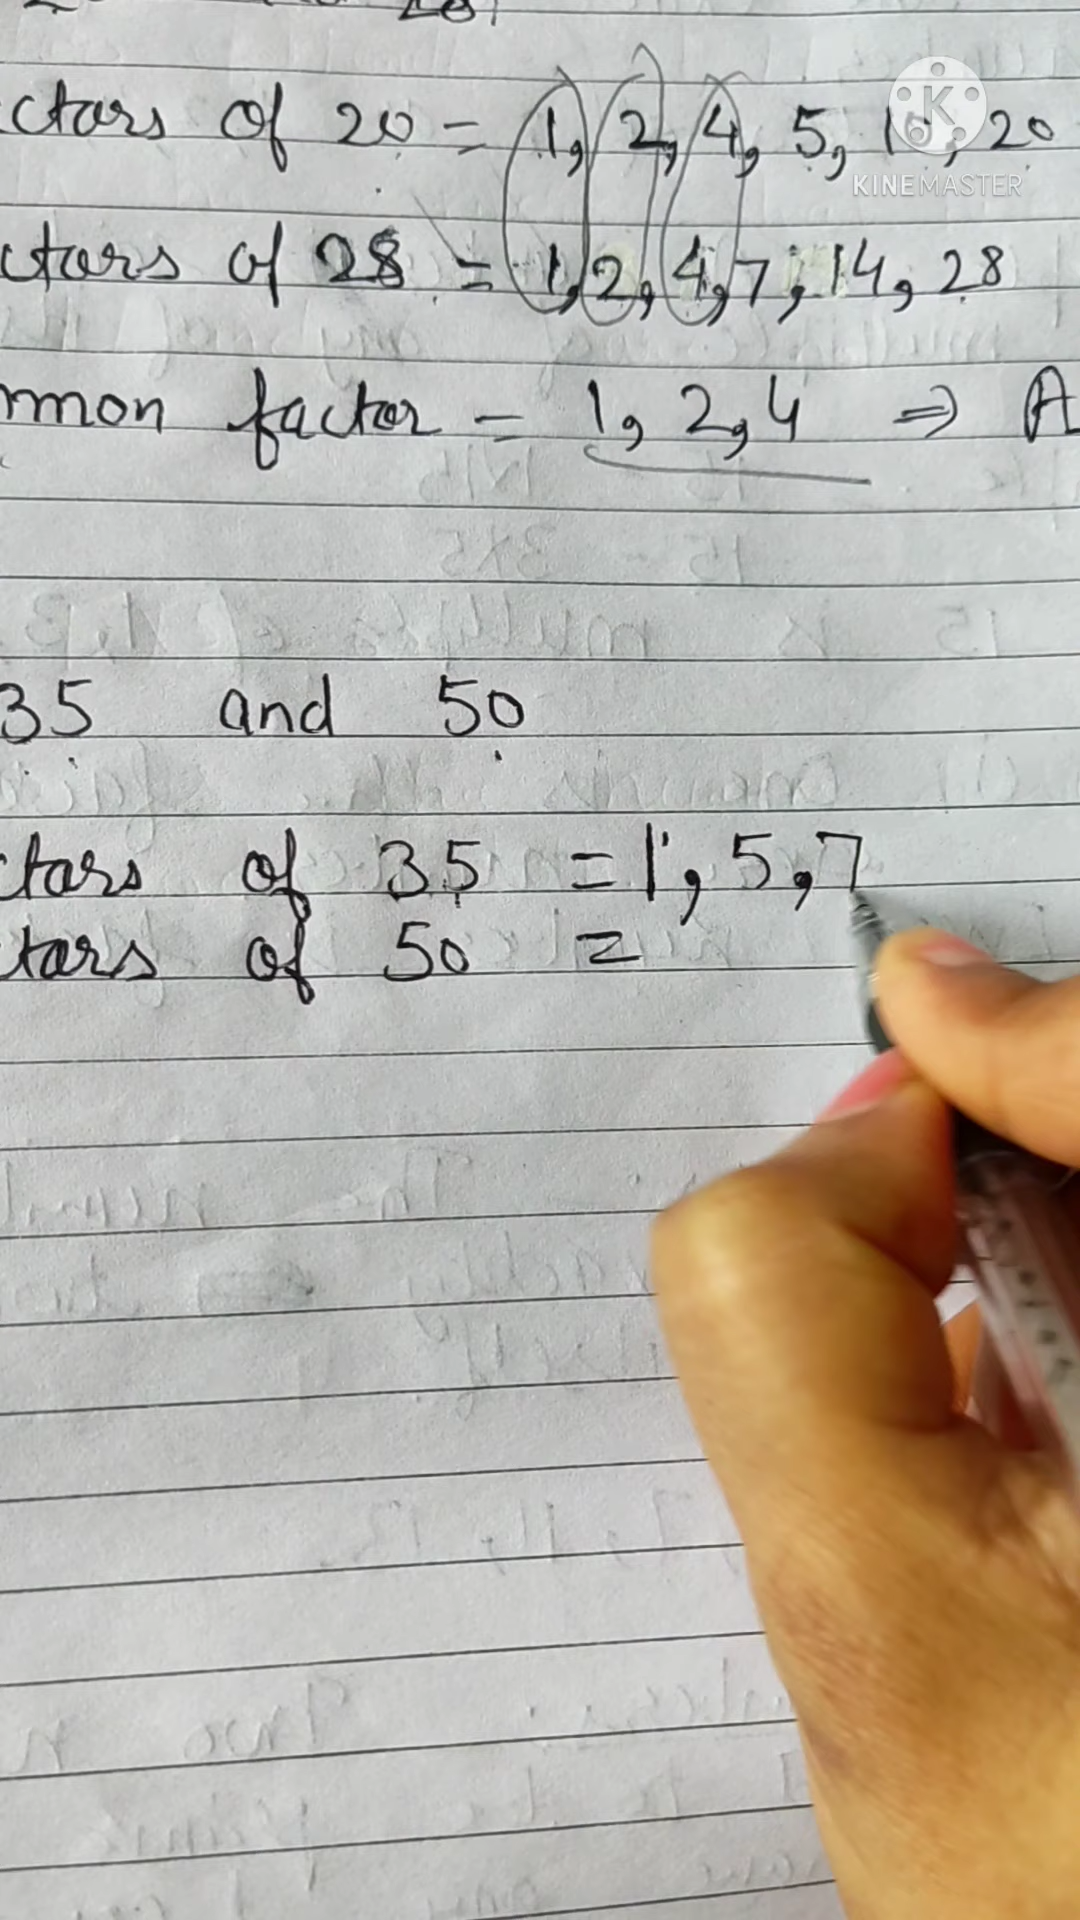 ctors of 20 = 1, 2, 4, 5, 10, 20
KINEMASTER
ctors of 28 = 1, 2, 4, 7, 14, 28
mmon factor = 1, 2, 4 ⇒ A
35 and 50
ctors of 35 = 1, 5, 7
ctors of 50 =